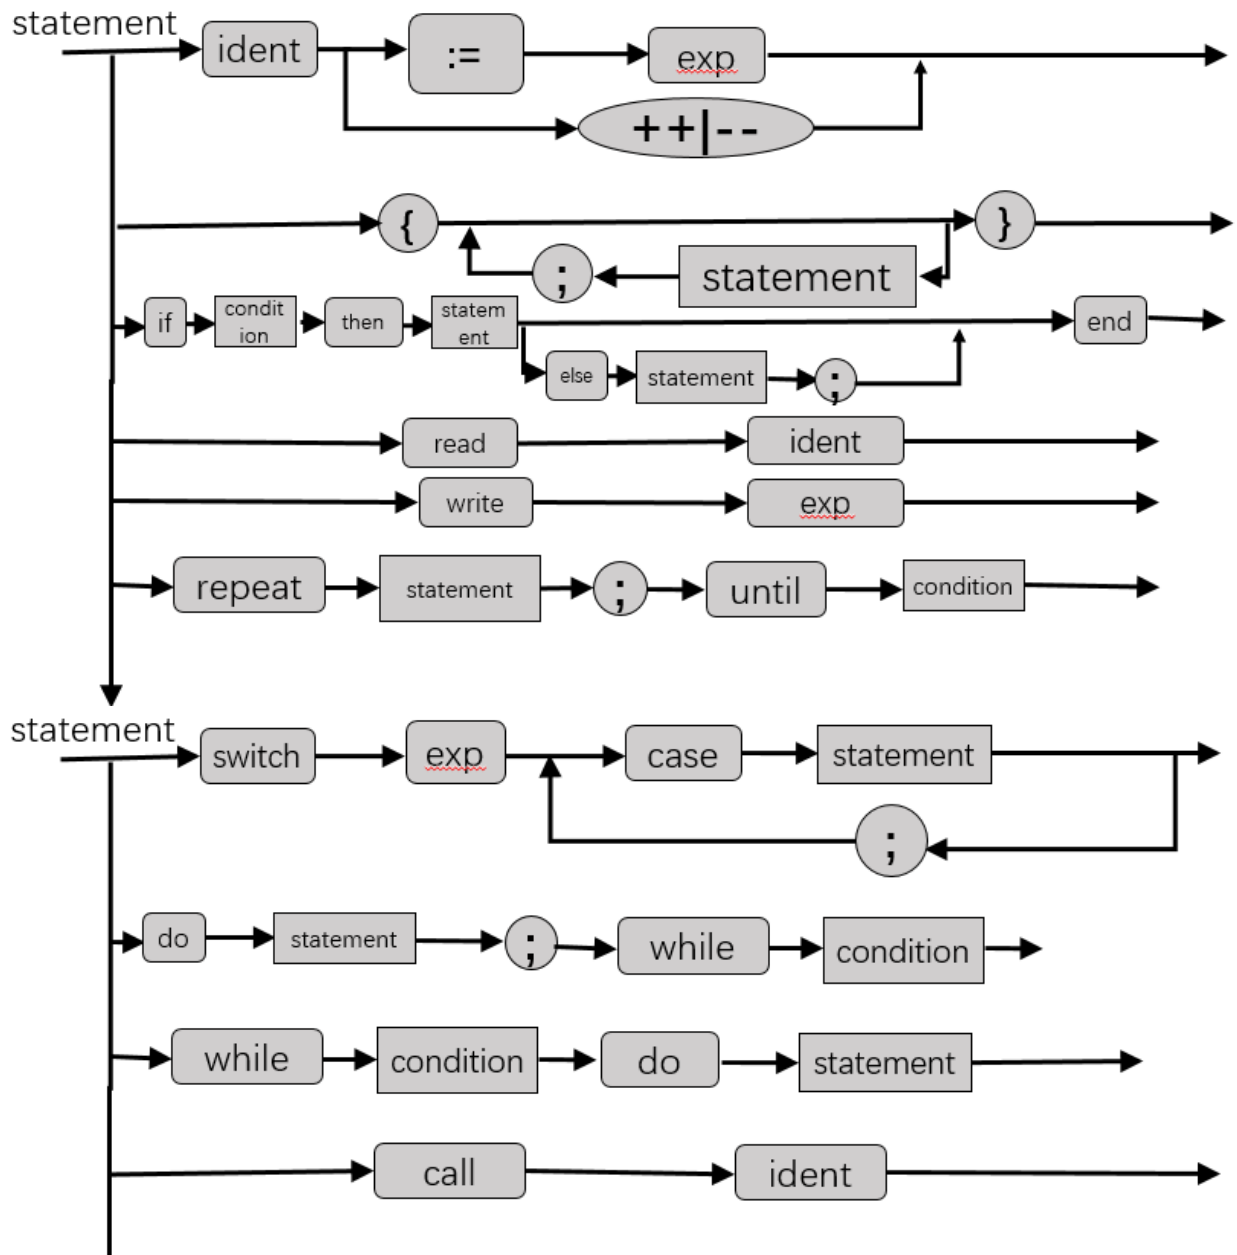 statement
ident := exp
++|--
{ }
; statement
if condit ion then statem ent end
else statement ;
read ident
write exp
repeat statement ; until condition
statement
switch exp case statement
;
do statement ; while condition
while condition do statement
call ident